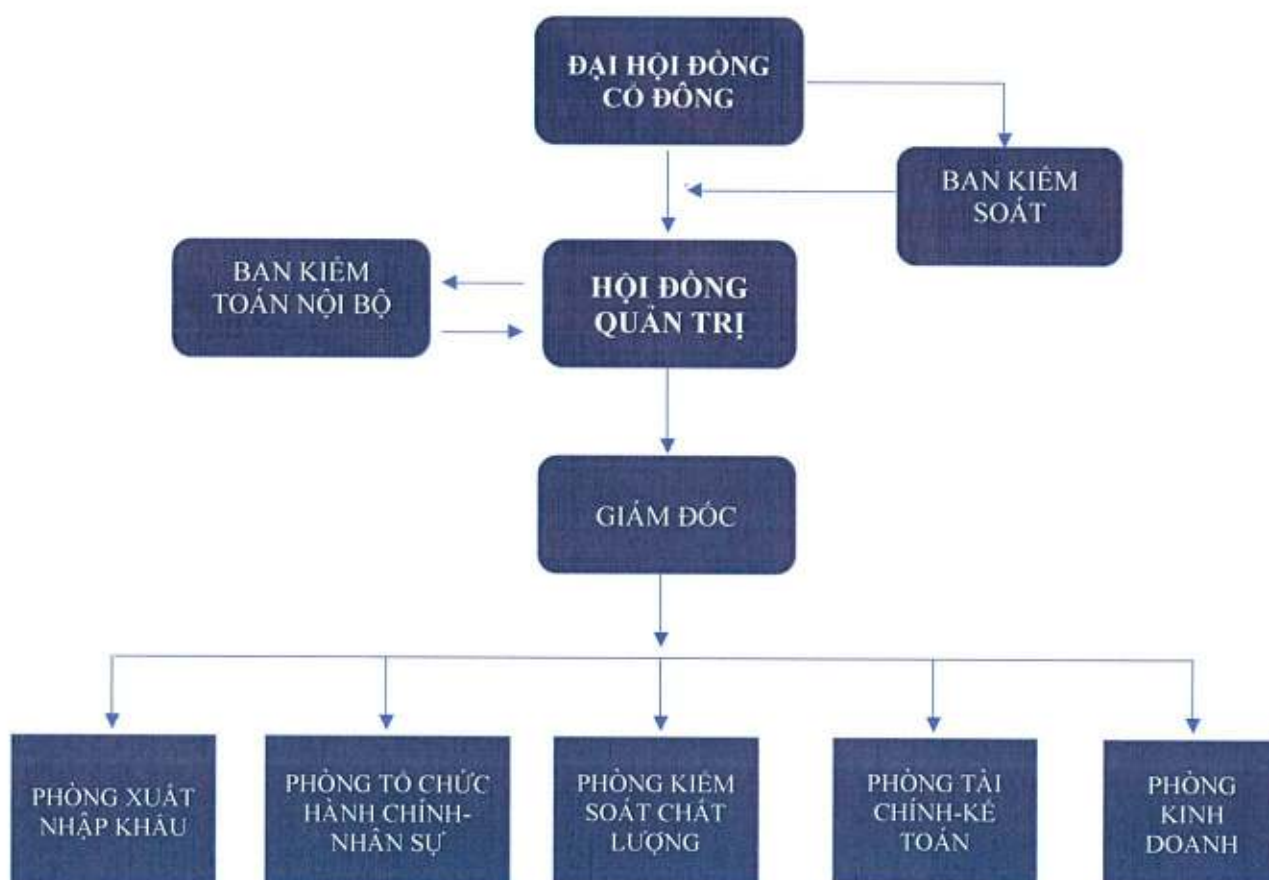 ĐẠI HỘI ĐỒNG
CỔ ĐÔNG
BAN KIỂM
SOÁT
BAN KIỂM
TOÁN NỘI BỘ
HỘI ĐỒNG
QUẢN TRỊ
GIÁM ĐỐC
PHÒNG XUẤT
NHẬP KHẨU
PHÒNG TỔ CHỨC
HÀNH CHÍNH-
NHÂN SỰ
PHÒNG KIỂM
SOÁT CHẤT
LƯỢNG
PHÒNG TÀI
CHÍNH-KẾ
TOÁN
PHÒNG
KINH
DOANH